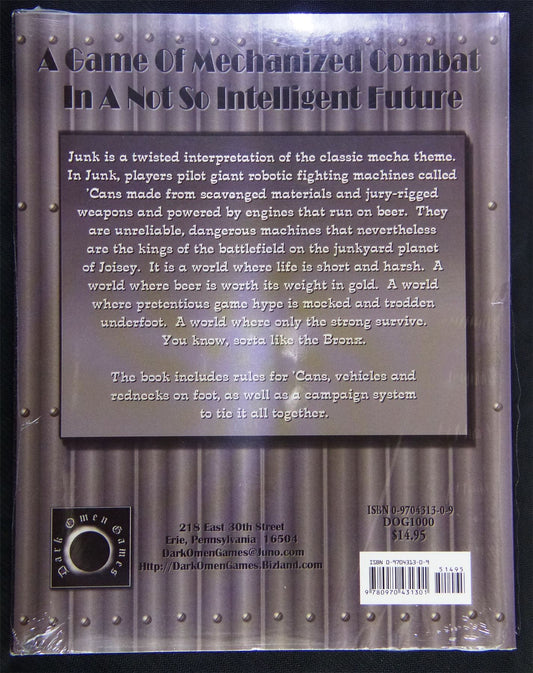 A Game Of Mechanized Combat
In A Not So Intelligent Future
Junk is a twisted interpretation of the classic mecha theme.
In Junk, players pilot giant robotic fighting machines called
'Cans made from scavenged materials and jury-rigged
weapons and powered by engines that run on beer. They
are unreliable, dangerous machines that nevertheless
are the kings of the battlefield on the junkyard planet
of Joisey. It is a world where life is short and harsh. A
world where beer is worth its weight in gold. A world
where pretentious game hype is mocked and trodden
underfoot. A world where only the strong survive.
You know, sorta like the Bronx.
The book includes rules for 'Cans, vehicles and
rednecks on foot, as well as a campaign system
to tie it all together.
Dark Omen Games
218 East 30th Street
Erie, Pennsylvania 16504
DarkOmenGames@Juno.com
Http://DarkOmenGames.Bizland.com
ISBN 0-9704313-0-9
DOG1000
$14.95
ISBN 0-9704313-0-9
51495
9780970431301